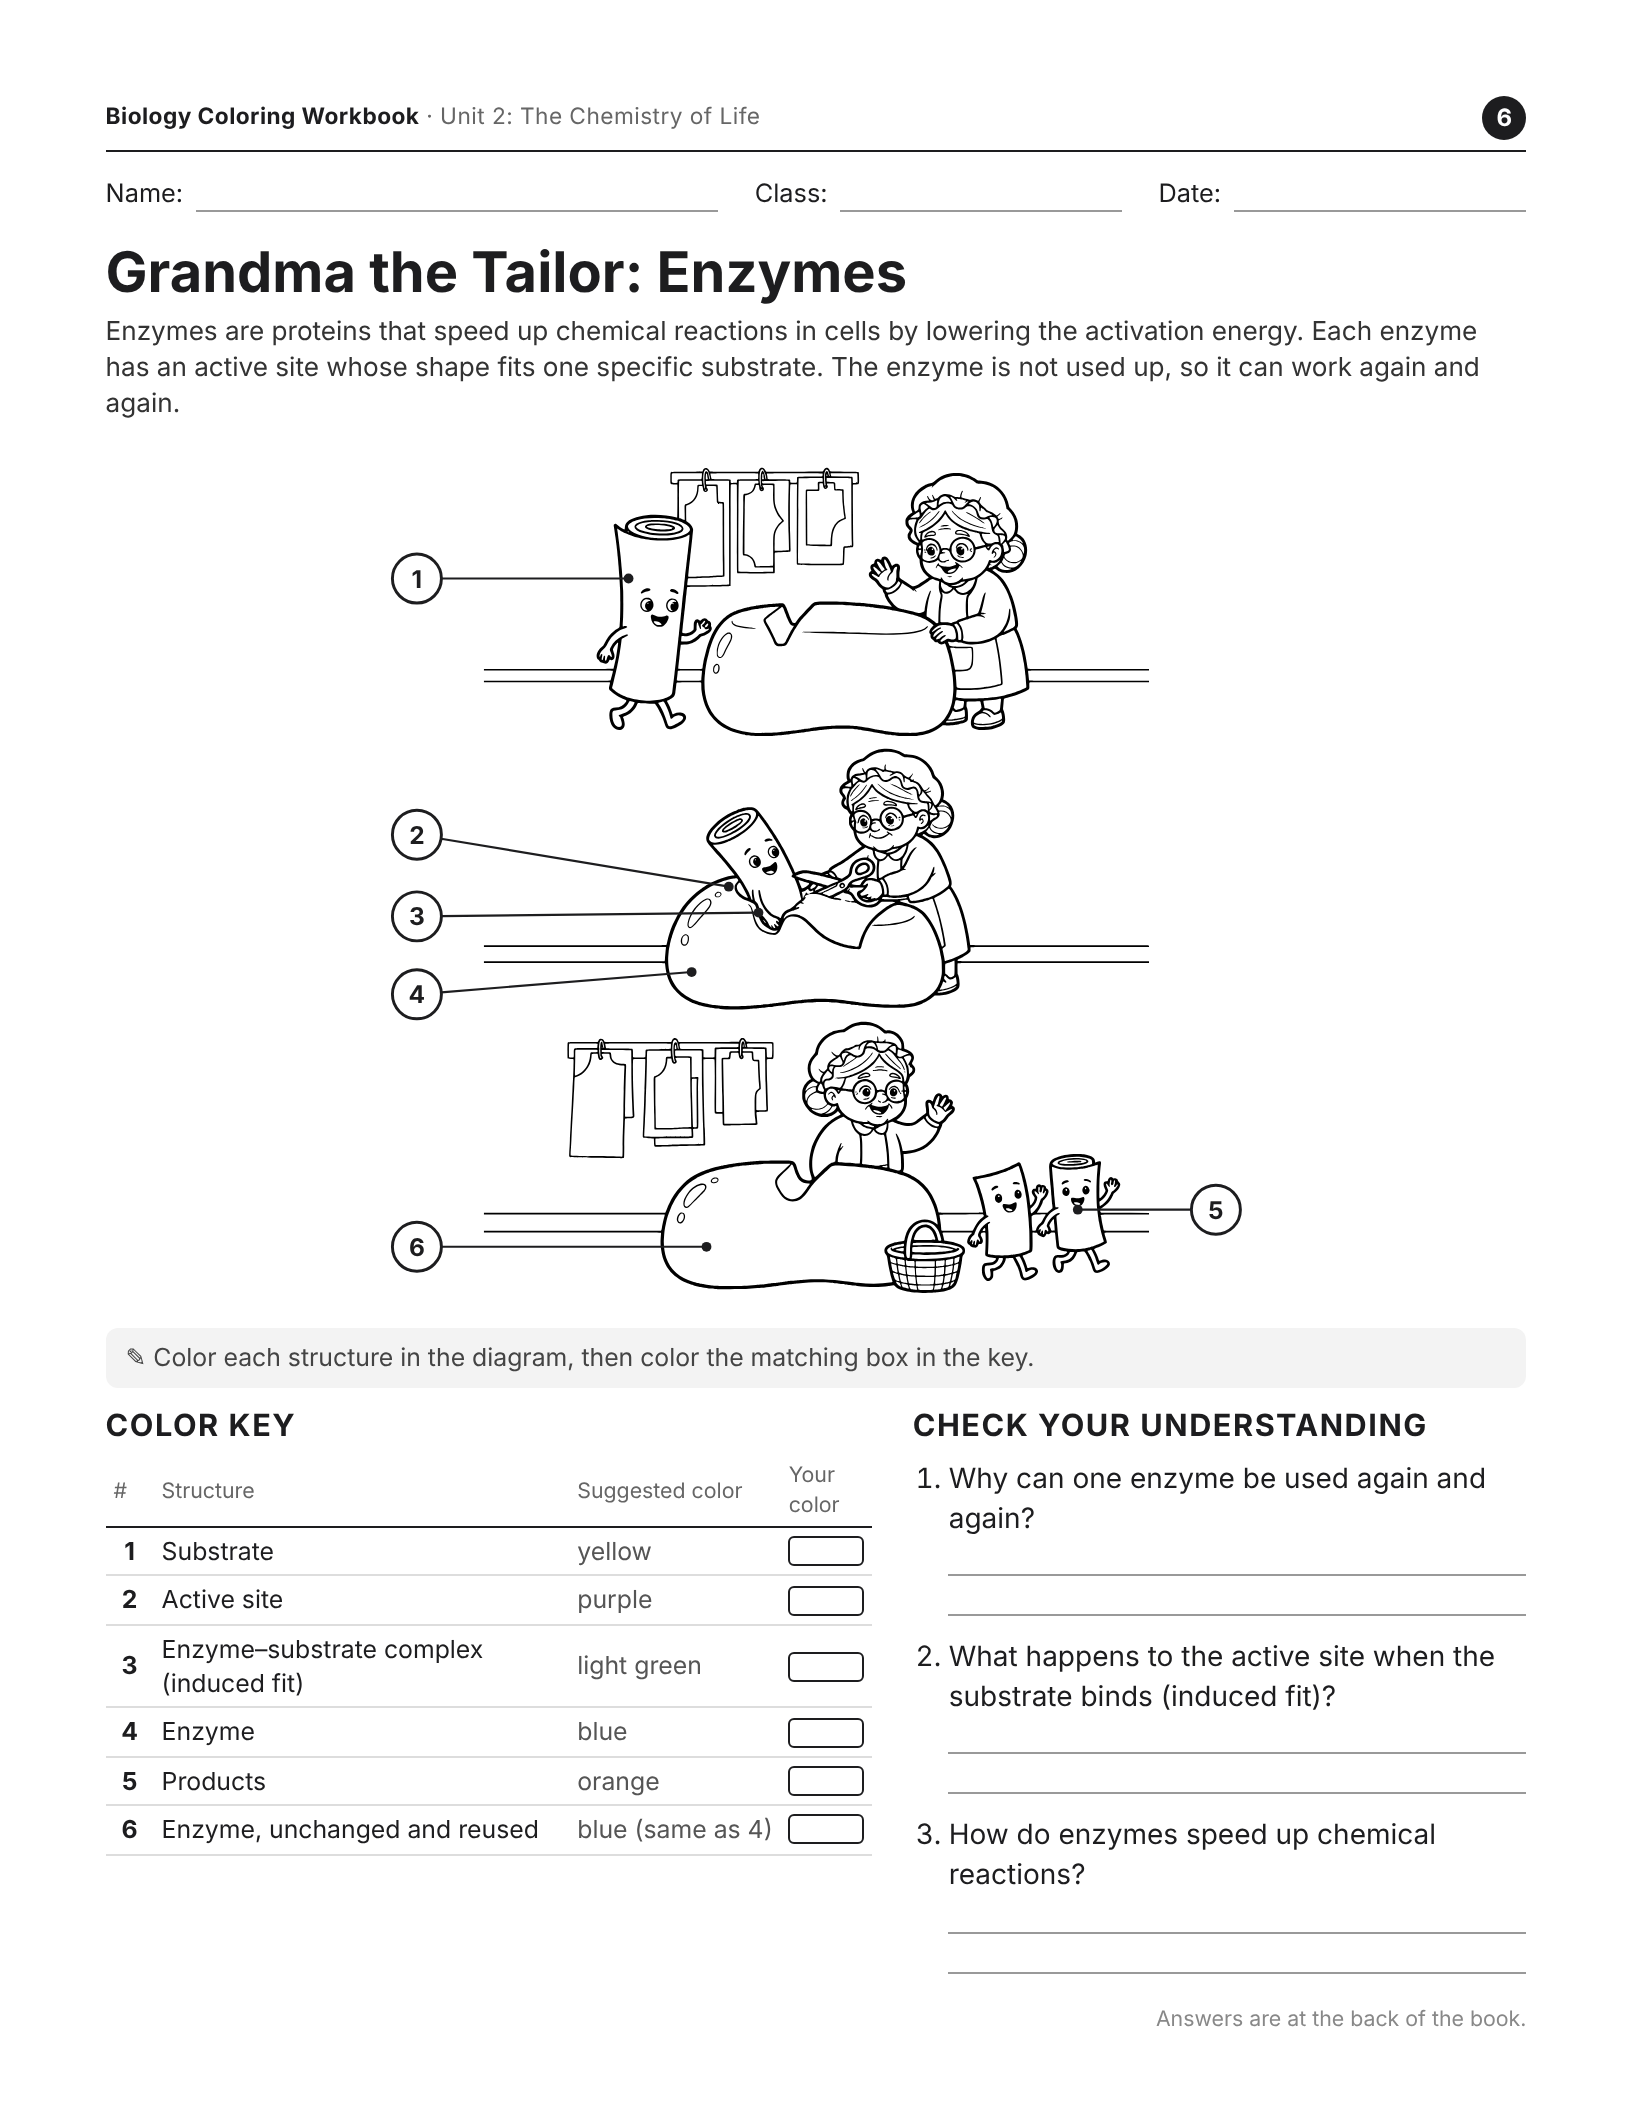 Biology Coloring Workbook · Unit 2: The Chemistry of Life
6
Name:
Class:
Date:
Grandma the Tailor: Enzymes
Enzymes are proteins that speed up chemical reactions in cells by lowering the activation energy. Each enzyme
has an active site whose shape fits one specific substrate. The enzyme is not used up, so it can work again and
again.
1
2
3
4
5
6
✎ Color each structure in the diagram, then color the matching box in the key.
COLOR KEY
# Structure Suggested color Your color
1 Substrate yellow
2 Active site purple
3 Enzyme–substrate complex
(induced fit) light green
4 Enzyme blue
5 Products orange
6 Enzyme, unchanged and reused blue (same as 4)
CHECK YOUR UNDERSTANDING
1. Why can one enzyme be used again and
again?
2. What happens to the active site when the
substrate binds (induced fit)?
3. How do enzymes speed up chemical
reactions?
Answers are at the back of the book.